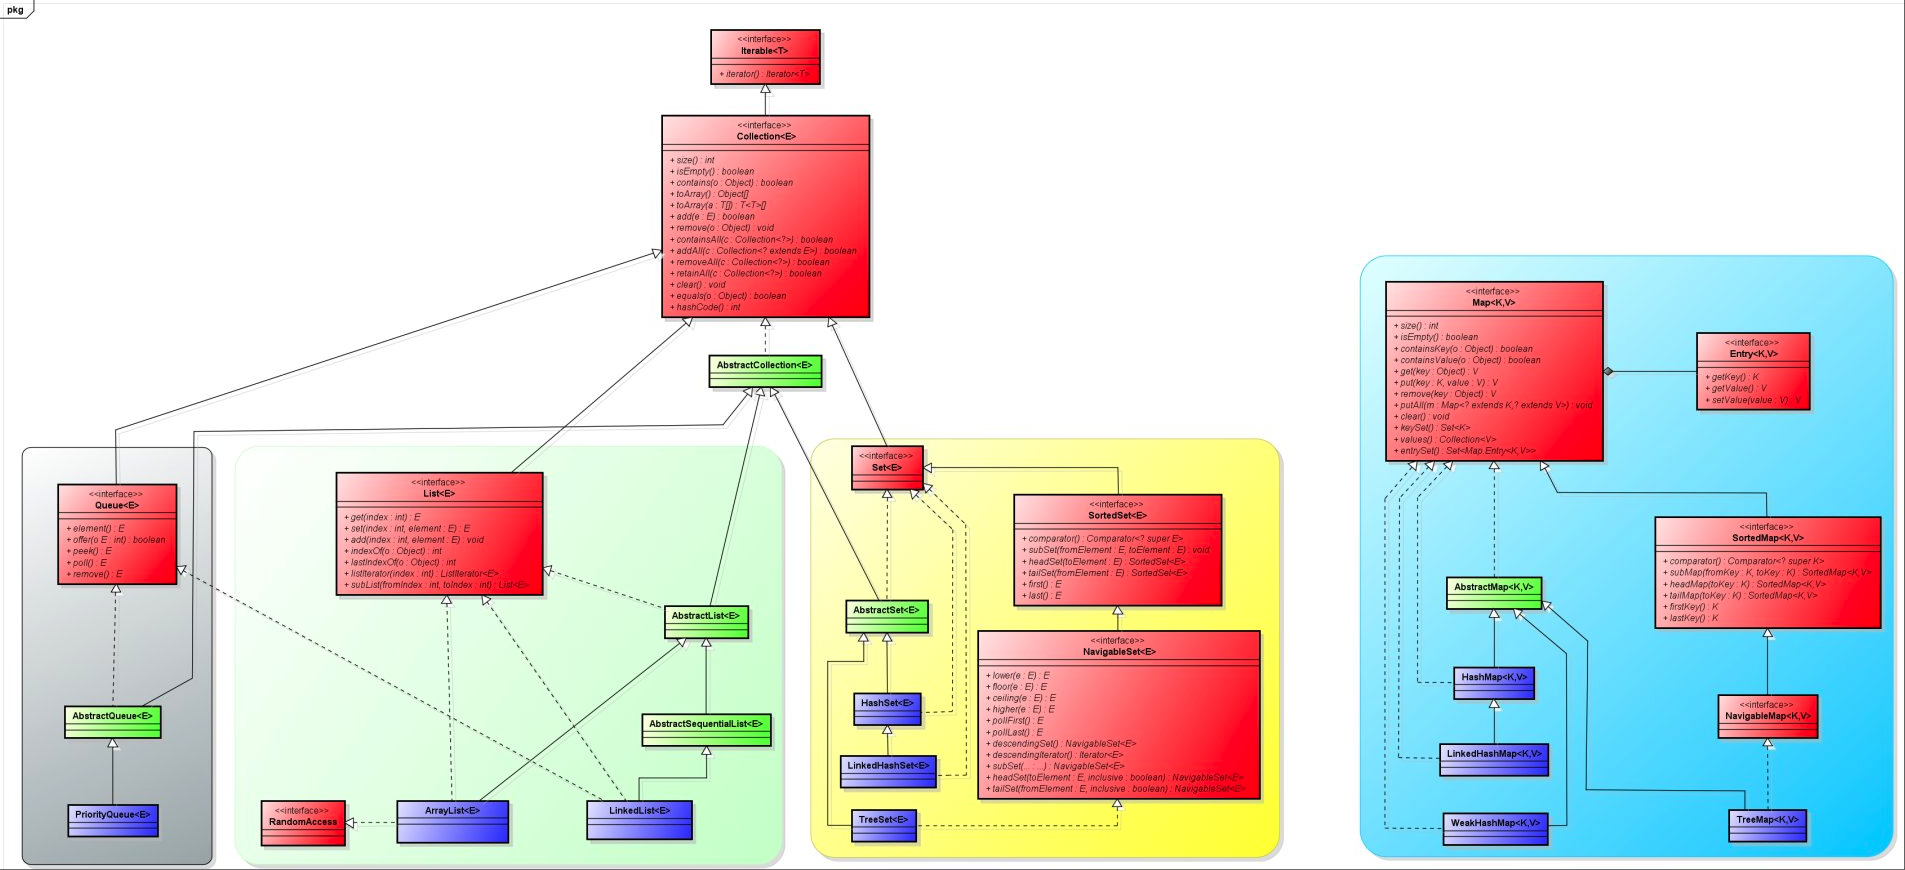 pkg
<<interface>>
Iterable<T>
+ iterator() : Iterator<T>
<<interface>>
Collection<E>
+ size() : int
+ isEmpty() : boolean
+ contains(o : Object) : boolean
+ toArray() : Object[]
+ toArray(a : T[]) : T<T>[]
+ add(e : E) : boolean
+ remove(o : Object) : void
+ containsAll(c : Collection<?>) : boolean
+ addAll(c : Collection<? extends E>) : boolean
+ removeAll(c : Collection<?>) : boolean
+ retainAll(c : Collection<?>) : boolean
+ clear() : void
+ equals(o : Object) : boolean
+ hashCode() : int
AbstractCollection<E>
<<interface>>
Queue<E>
+ element() : E
+ offer(o E : int) : boolean
+ peek() : E
+ poll() : E
+ remove() : E
AbstractQueue<E>
PriorityQueue<E>
<<interface>>
List<E>
+ get(index : int) : E
+ set(index : int, element : E) : E
+ add(index : int, element : E) : void
+ indexOf(o : Object) : int
+ lastIndexOf(o : Object) : int
+ listIterator(index : int) : ListIterator<E>
+ subList(fromIndex : int, toIndex : int) : List<E>
AbstractList<E>
AbstractSequentialList<E>
<<interface>>
RandomAccess
ArrayList<E>
LinkedList<E>
<<interface>>
Set<E>
<<interface>>
SortedSet<E>
+ comparator() : Comparator<? super E>
+ subSet(fromElement : E, toElement : E) : void
+ headSet(toElement : E) : SortedSet<E>
+ tailSet(fromElement : E) : SortedSet<E>
+ first() : E
+ last() : E
AbstractSet<E>
<<interface>>
NavigableSet<E>
+ lower(e : E) : E
+ floor(e : E) : E
+ ceiling(e : E) : E
+ higher(e : E) : E
+ pollFirst() : E
+ pollLast() : E
+ descendingSet() : NavigableSet<E>
+ descendingIterator() : Iterator<E>
+ subSet(... : ...) : NavigableSet<E>
+ headSet(toElement : E, inclusive : boolean) : NavigableSet<E>
+ tailSet(fromElement : E, inclusive : boolean) : NavigableSet<E>
HashSet<E>
LinkedHashSet<E>
TreeSet<E>
<<interface>>
Map<K,V>
+ size() : int
+ isEmpty() : boolean
+ containsKey(o : Object) : boolean
+ containsValue(o : Object) : boolean
+ get(key : Object) : V
+ put(key : K, value : V) : V
+ remove(key : Object) : V
+ putAll(m : Map<? extends K,? extends V>) : void
+ clear() : void
+ keySet() : Set<K>
+ values() : Collection<V>
+ entrySet() : Set<Map.Entry<K,V>>
<<interface>>
Entry<K,V>
+ getKey() : K
+ getValue() : V
+ setValue(value : V) : V
<<interface>>
SortedMap<K,V>
+ comparator() : Comparator<? super K>
+ subMap(fromKey : K, toKey : K) : SortedMap<K,V>
+ headMap(toKey : K) : SortedMap<K,V>
+ tailMap(toKey : K) : SortedMap<K,V>
+ firstKey() : K
+ lastKey() : K
AbstractMap<K,V>
HashMap<K,V>
<<interface>>
NavigableMap<K,V>
LinkedHashMap<K,V>
WeakHashMap<K,V>
TreeMap<K,V>